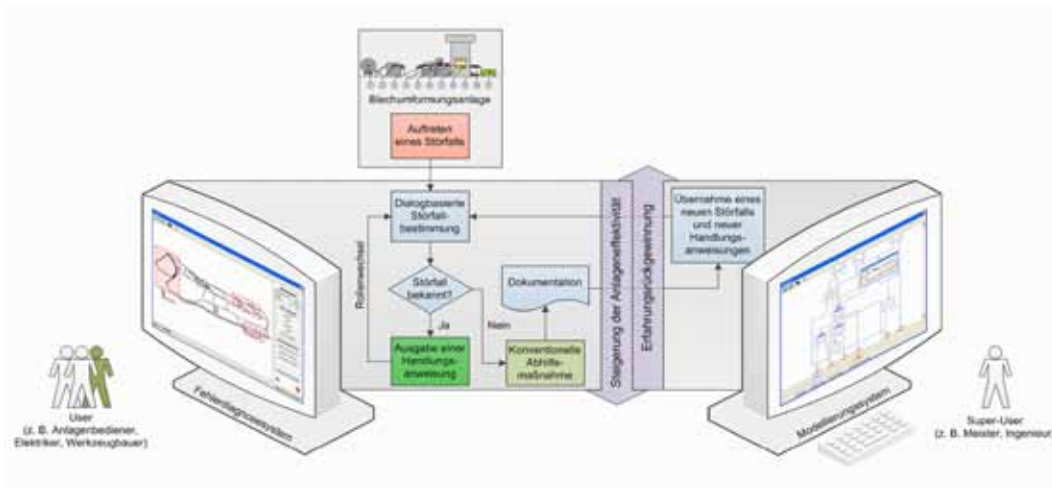 Blechumformungsanlage
Auftreten
eines Störfalls
Dialogbasierte
Störfall-
bestimmung
Rollenwechsel
Störfall
bekannt?
Ja
Nein
Ausgabe einer
Handlungs-
anweisung
Dokumentation
Konventionelle
Abhilfe-
maßnahme
Steigerung der Anlageneffektivität
Erfahrungsrückgewinnung
Übernahme eines
neuen Störfalls
und neuer
Handlungs-
anweisungen
Fehlerdiagnosesystem
Modellierungssystem
User
(z. B. Anlagenbediener,
Elektriker, Werkzeugbauer)
Super-User
(z. B. Meister, Ingenieur